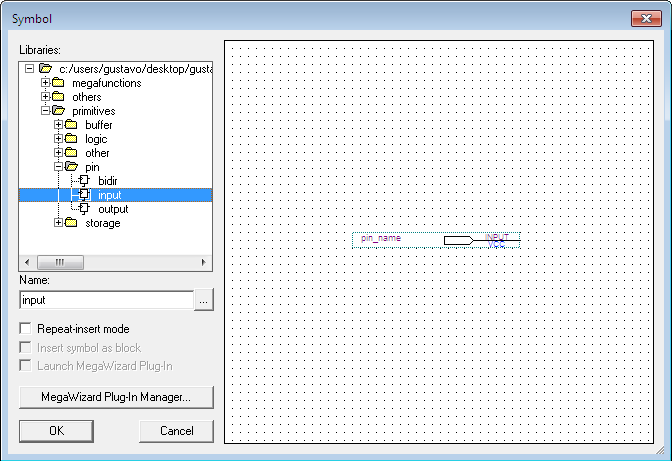 Symbol
Libraries:
c:/users/gustavo/desktop/gusta
megafunctions
others
primitives
buffer
logic
other
pin
bidir
input
output
storage
Name:
input
...
Repeat-insert mode
Insert symbol as block
Launch MegaWizard Plug-In
MegaWizard Plug-In Manager...
OK
Cancel
pin_name
INPUT
VCC